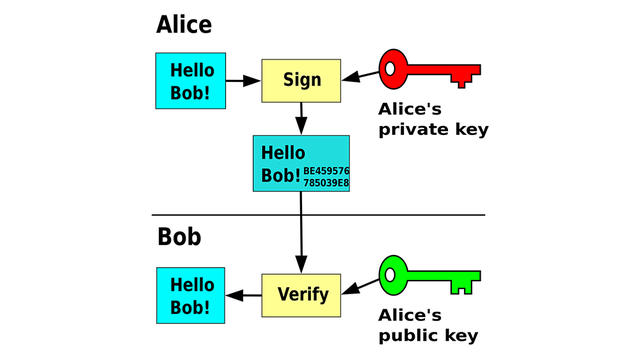 Alice
Hello
Bob!
Sign
Alice's
private key
Hello
Bob! BE459576
785039E8
Bob
Hello
Bob!
Verify
Alice's
public key